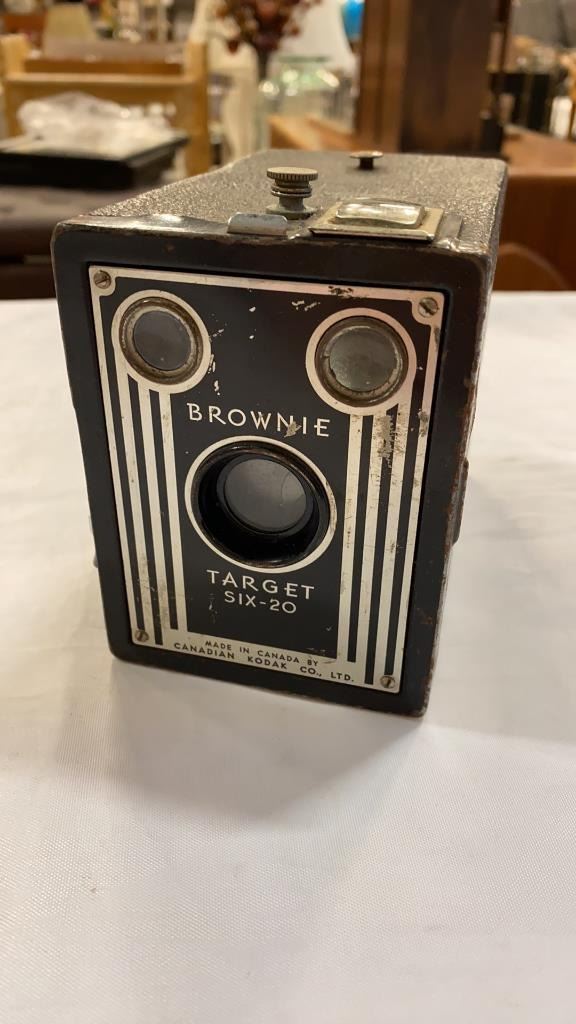 BROWNIE
TARGET
SIX-20
MADE IN CANADA BY
CANADIAN KODAK CO., LTD.